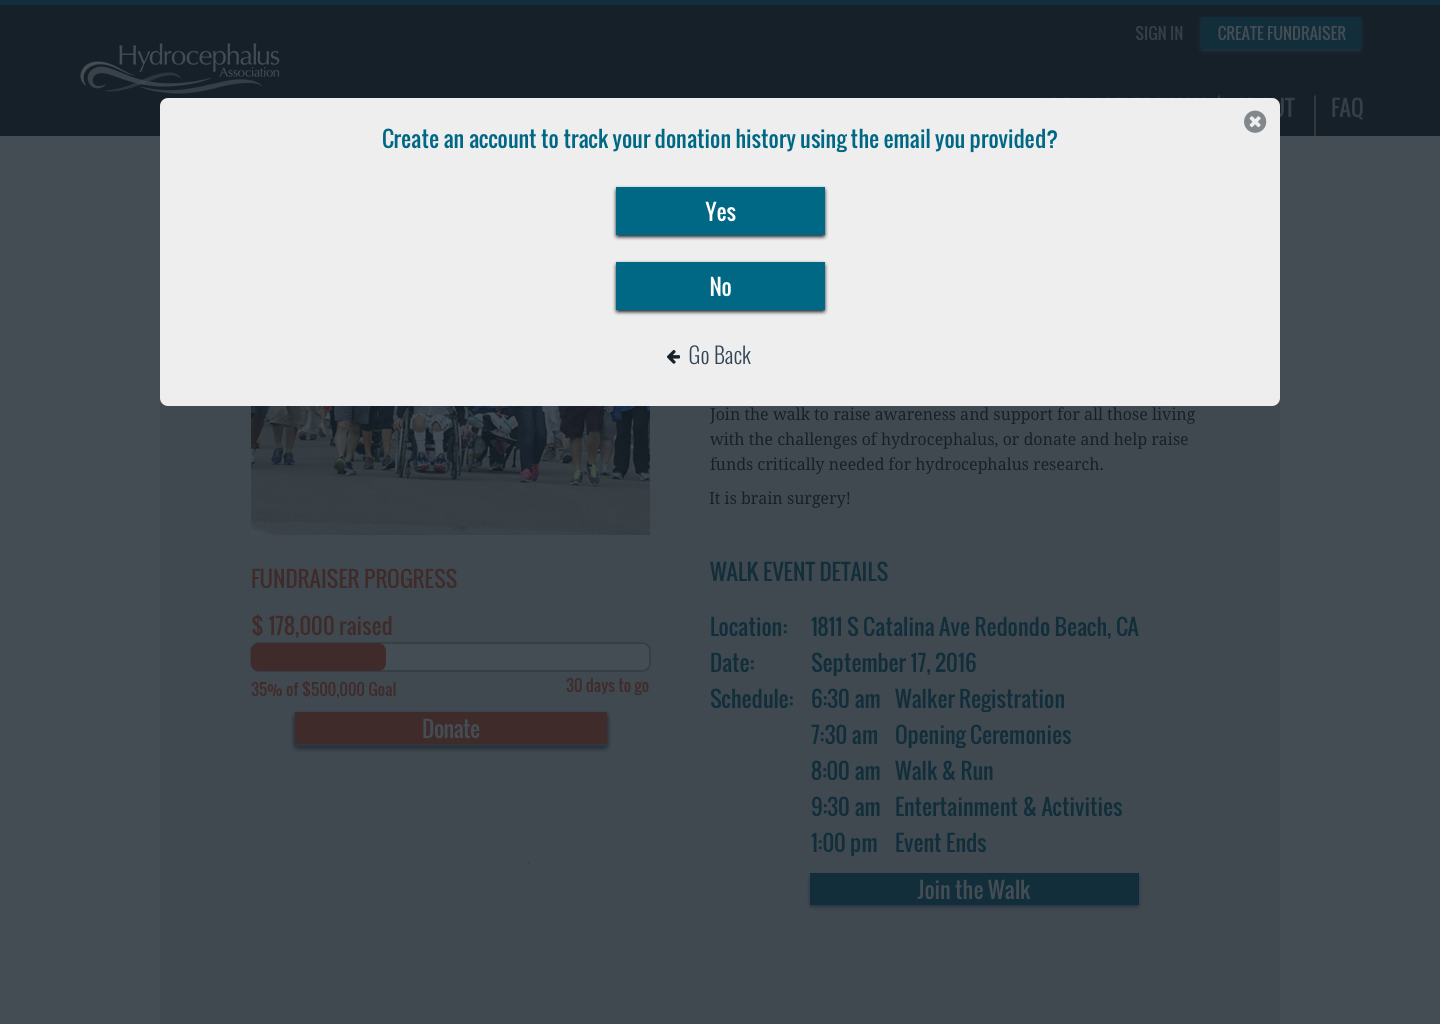 Hydrocephalus
Association
SIGN IN
CREATE FUNDRAISER
FAQ
Create an account to track your donation history using the email you provided?
Yes
No
Go Back
Join the walk to raise awareness and support for all those living
with the challenges of hydrocephalus, or donate and help raise
funds critically needed for hydrocephalus research.
It is brain surgery!
FUNDRAISER PROGRESS
$ 178,000 raised
35% of $500,000 Goal
30 days to go
Donate
WALK EVENT DETAILS
Location: 1811 S Catalina Ave Redondo Beach, CA
Date: September 17, 2016
Schedule: 6:30 am Walker Registration
7:30 am Opening Ceremonies
8:00 am Walk & Run
9:30 am Entertainment & Activities
1:00 pm Event Ends
Join the Walk